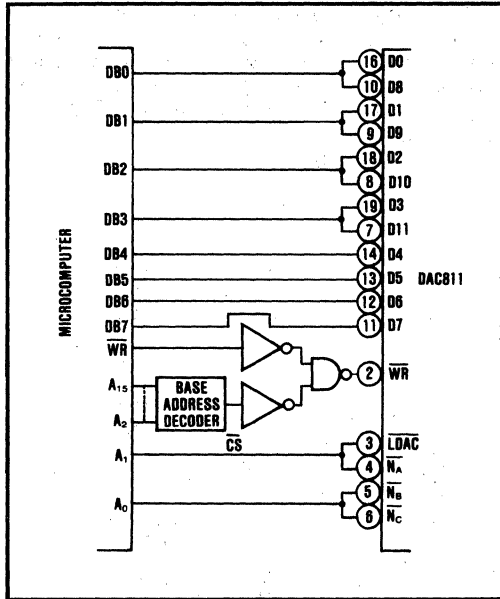 DB0
16 D0
10 D8
DB1
17 D1
9 D9
DB2
18 D2
8 D10
DB3
19 D3
7 D11
DB4
14 D4
DB5
13 D5
DAC811
DB6
12 D6
DB7
11 D7
MICROCOMPUTER
WR
2 WR
A15
BASE
ADDRESS
DECODER
A2
CS
A1
3 LDAC
4 NA
A0
5 NB
6 NC